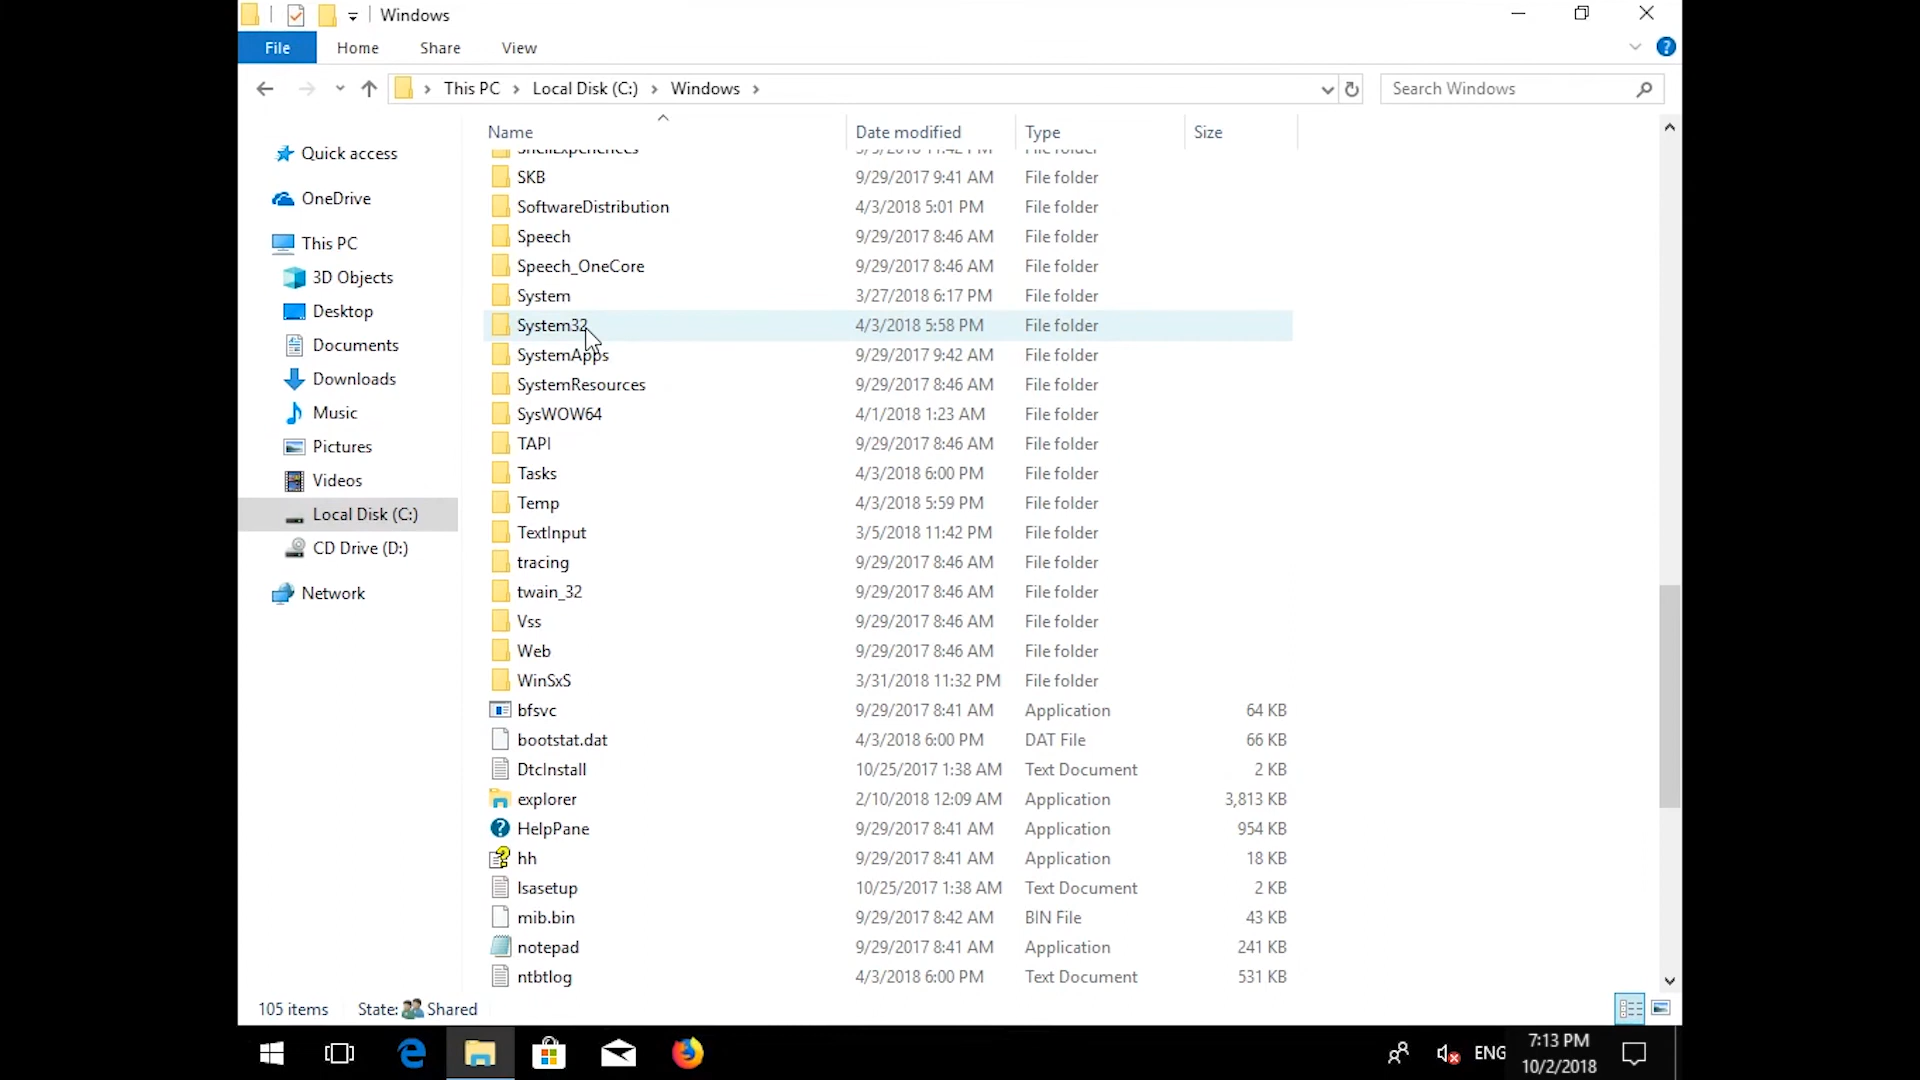 Windows
File Home Share View
This PC Local Disk (C:) Windows
Search Windows
Name Date modified Type Size
Quick access
OneDrive
This PC
3D Objects
Desktop
Documents
Downloads
Music
Pictures
Videos
Local Disk (C:)
CD Drive (D:)
Network
SKB 9/29/2017 9:41 AM File folder
SoftwareDistribution 4/3/2018 5:01 PM File folder
Speech 9/29/2017 8:46 AM File folder
Speech_OneCore 9/29/2017 8:46 AM File folder
System 3/27/2018 6:17 PM File folder
System32 4/3/2018 5:58 PM File folder
SystemApps 9/29/2017 9:42 AM File folder
SystemResources 9/29/2017 8:46 AM File folder
SysWOW64 4/1/2018 1:23 AM File folder
TAPI 9/29/2017 8:46 AM File folder
Tasks 4/3/2018 6:00 PM File folder
Temp 4/3/2018 5:59 PM File folder
TextInput 3/5/2018 11:42 PM File folder
tracing 9/29/2017 8:46 AM File folder
twain_32 9/29/2017 8:46 AM File folder
Vss 9/29/2017 8:46 AM File folder
Web 9/29/2017 8:46 AM File folder
WinSxS 3/31/2018 11:32 PM File folder
bfsvc 9/29/2017 8:41 AM Application 64 KB
bootstat.dat 4/3/2018 6:00 PM DAT File 66 KB
DtcInstall 10/25/2017 1:38 AM Text Document 2 KB
explorer 2/10/2018 12:09 AM Application 3,813 KB
HelpPane 9/29/2017 8:41 AM Application 954 KB
hh 9/29/2017 8:41 AM Application 18 KB
lsasetup 10/25/2017 1:38 AM Text Document 2 KB
mib.bin 9/29/2017 8:42 AM BIN File 43 KB
notepad 9/29/2017 8:41 AM Application 241 KB
ntbtlog 4/3/2018 6:00 PM Text Document 531 KB
105 items State: Shared
ENG
7:13 PM
10/2/2018